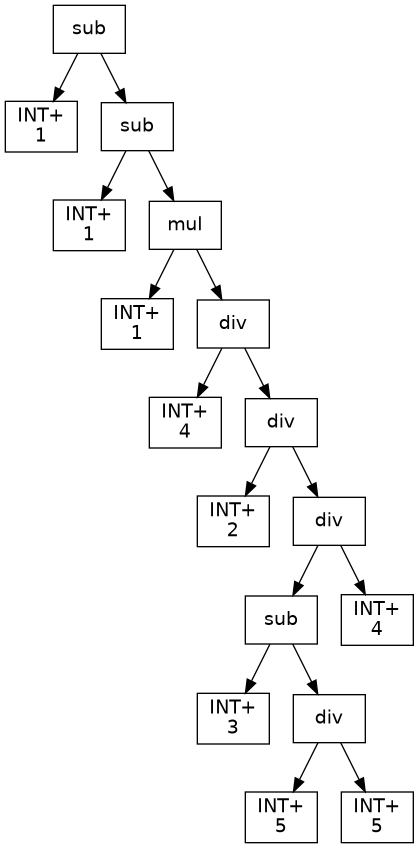 sub
INT+
1
sub
INT+
1
mul
INT+
1
div
INT+
4
div
INT+
2
div
sub
INT+
4
INT+
3
div
INT+
5
INT+
5